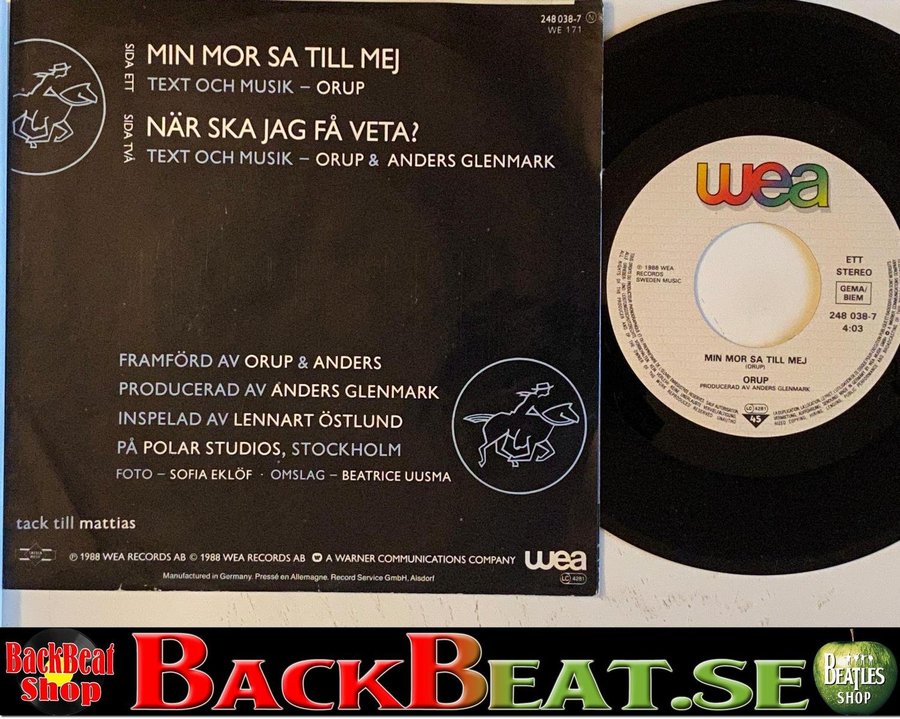 248 038-7 N
WE 171
SIDA ETT
MIN MOR SA TILL MEJ
TEXT OCH MUSIK – ORUP
SIDA TVÅ
NÄR SKA JAG FÅ VETA?
TEXT OCH MUSIK – ORUP & ANDERS GLENMARK
FRAMFÖRD AV ORUP & ANDERS
PRODUCERAD AV ANDERS GLENMARK
INSPELAD AV LENNART ÖSTLUND
PÅ POLAR STUDIOS, STOCKHOLM
FOTO – SOFIA EKLÖF · OMSLAG – BEATRICE UUSMA
tack till mattias
℗ 1988 WEA RECORDS AB © 1988 WEA RECORDS AB A WARNER COMMUNICATIONS COMPANY
wea
Manufactured in Germany. Pressé en Allemagne. Record Service GmbH, Alsdorf
LC 4281
wea
℗ 1988 WEA
RECORDS
SWEDEN MUSIC
ETT
STEREO
GEMA/
BIEM
248 038-7
4:03
MIN MOR SA TILL MEJ
(ORUP)
ORUP
PRODUCERAD AV ANDERS GLENMARK
LC 4281
45
BackBeat
Shop
BACKBEAT.SE
BEATLES
SHOP